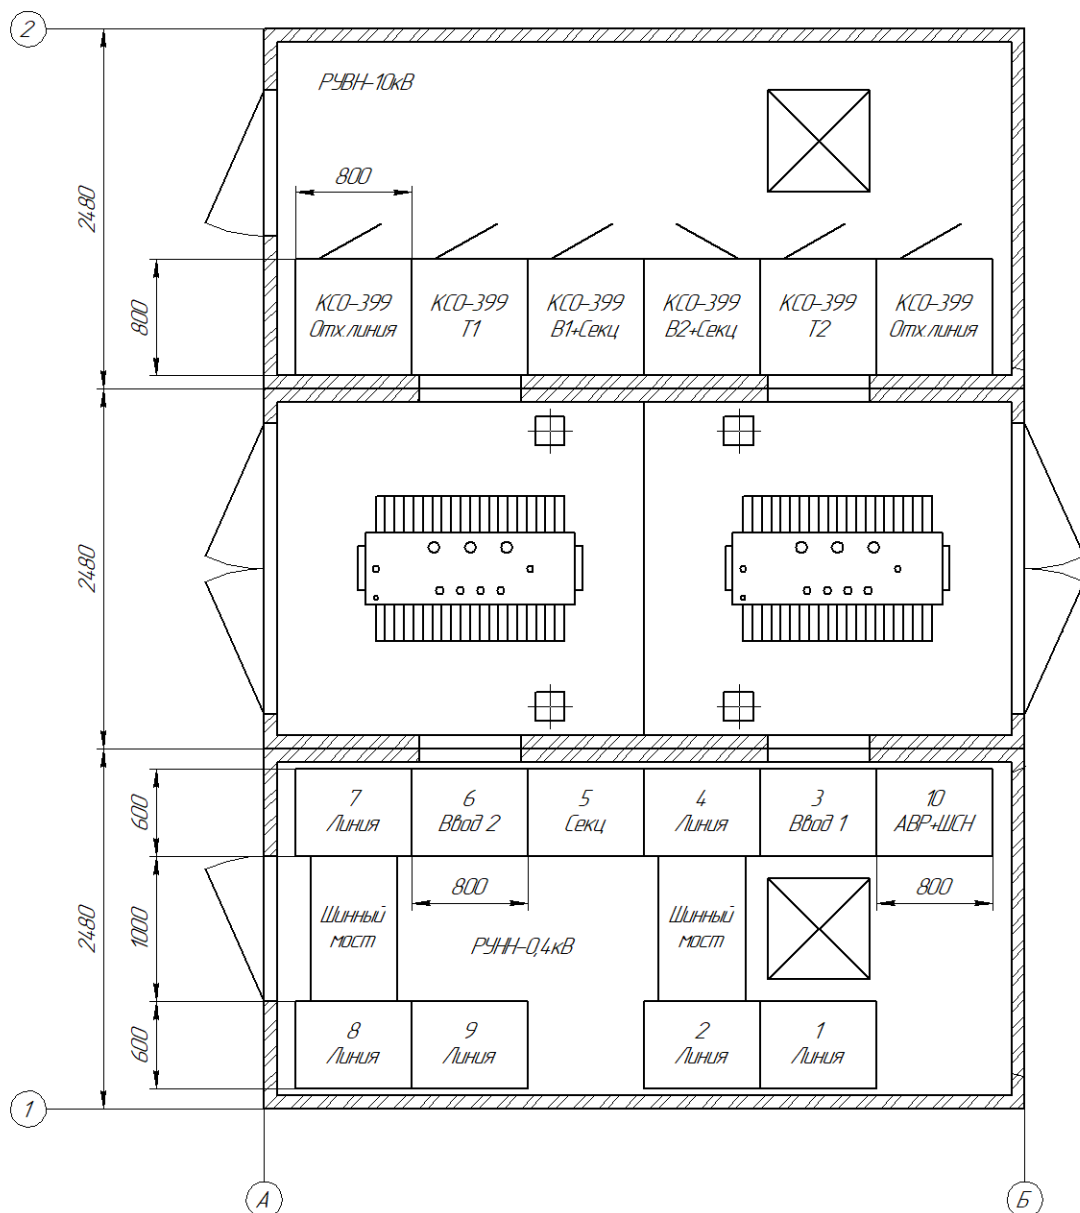 2
РУВН-10кВ
800
2480
800
КСО-399
Отх.линия
КСО-399
Т1
КСО-399
В1+Секц
КСО-399
В2+Секц
КСО-399
Т2
КСО-399
Отх.линия
2480
2480
600
7
Линия
6
Ввод 2
5
Секц
4
Линия
3
Ввод 1
10
АВР+ШСН
800
800
1000
Шинный
мост
РУНН-0,4кВ
Шинный
мост
600
8
Линия
9
Линия
2
Линия
1
Линия
1
А
Б